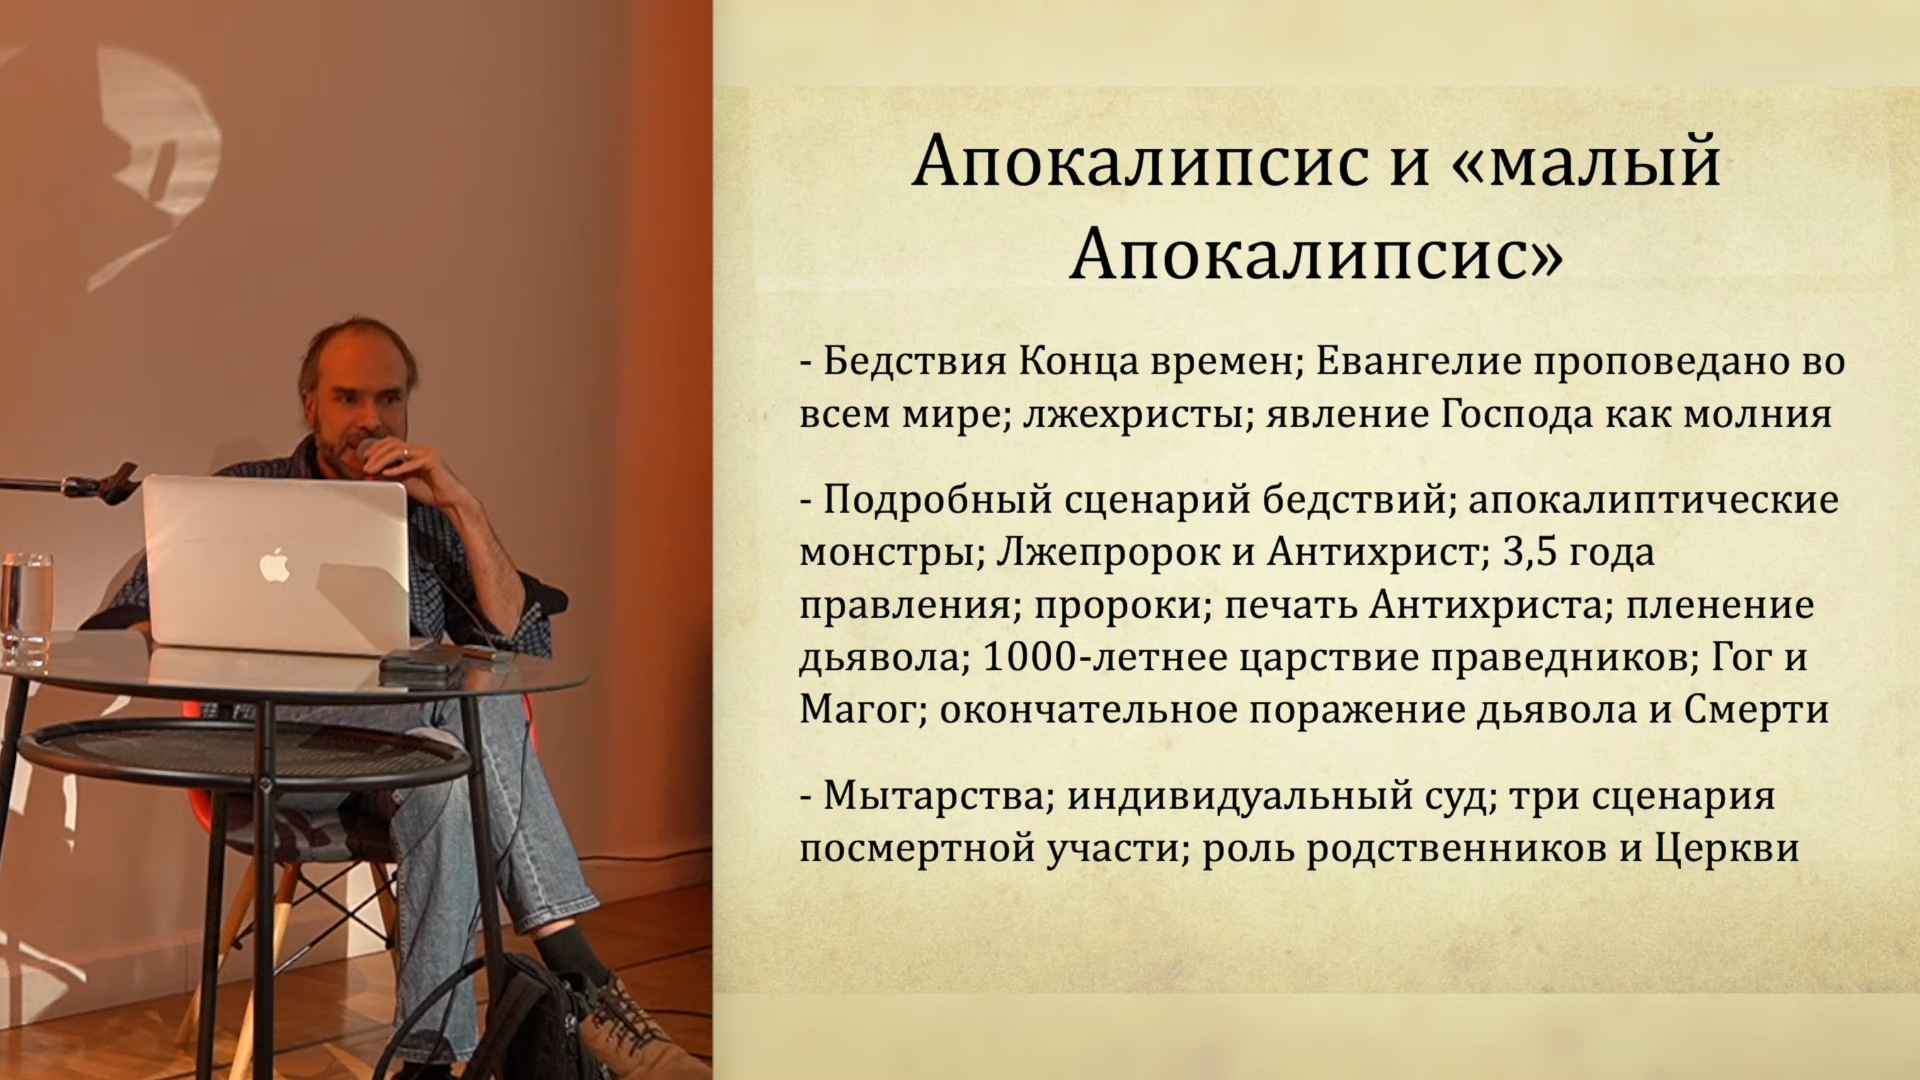 Апокалипсис и «малый
Апокалипсис»
- Бедствия Конца времен; Евангелие проповедано во
всем мире; лжехристы; явление Господа как молния
- Подробный сценарий бедствий; апокалиптические
монстры; Лжепророк и Антихрист; 3,5 года
правления; пророки; печать Антихриста; пленение
дьявола; 1000-летнее царствие праведников; Гог и
Магог; окончательное поражение дьявола и Смерти
- Мытарства; индивидуальный суд; три сценария
посмертной участи; роль родственников и Церкви